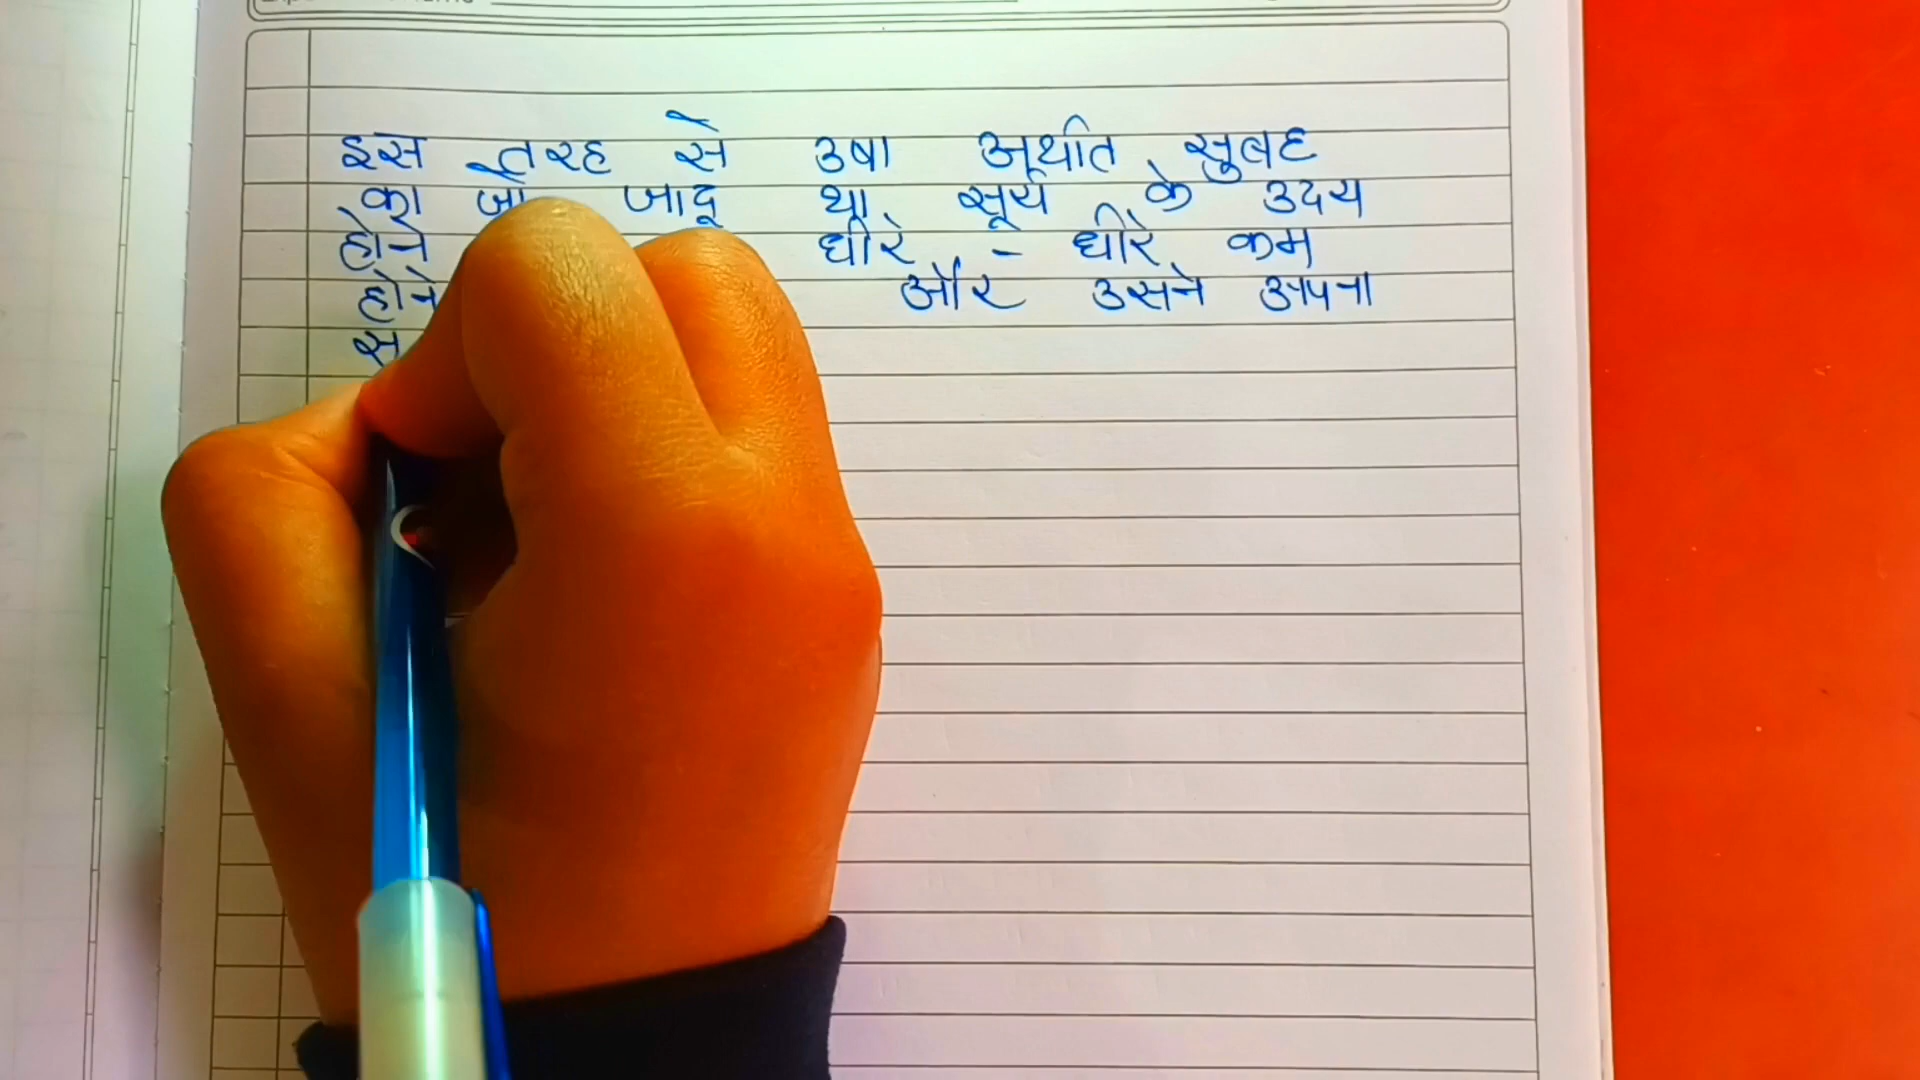 इस तरह से उषा अर्थात सुबह
का जो जादू था सूर्य के उदय
होने धीरे - धीरे कम
होने और उसने अपना